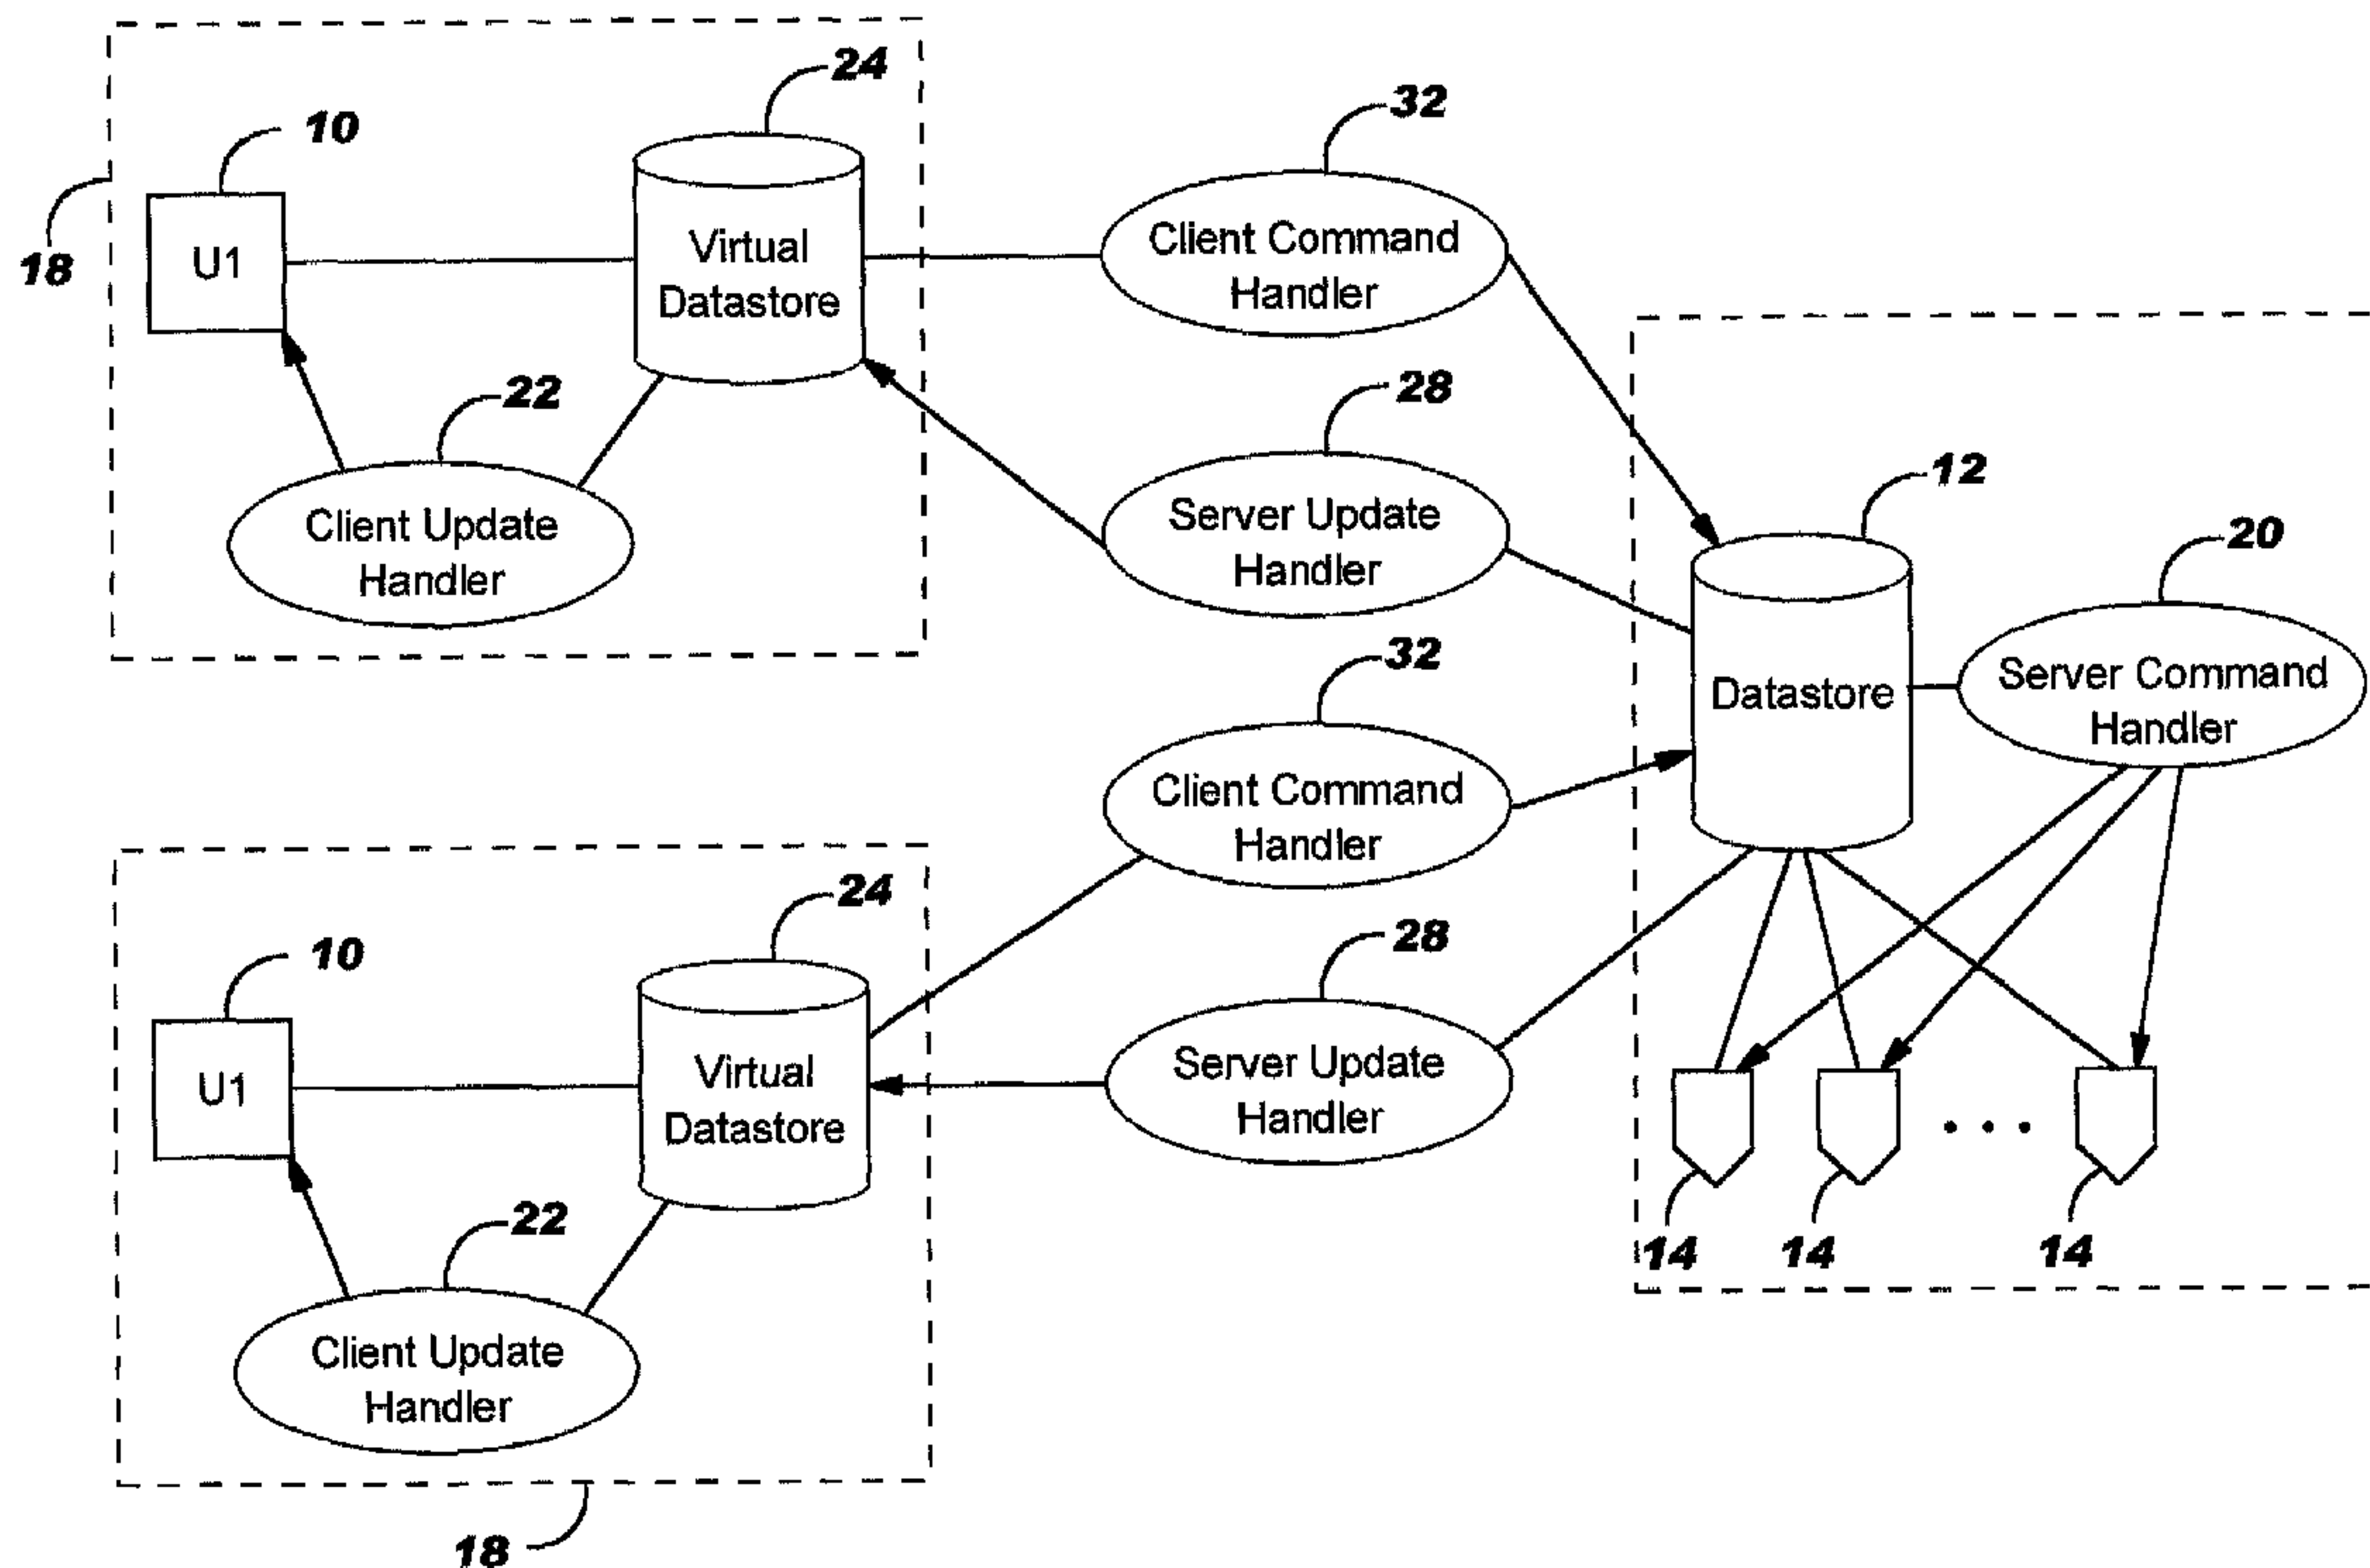 24
10
18
U1
Virtual
Datastore
22
Client Update
Handler
32
Client Command
Handler
28
Server Update
Handler
12
Datastore
20
Server Command
Handler
32
Client Command
Handler
28
Server Update
Handler
14
14
14
24
10
U1
Virtual
Datastore
22
Client Update
Handler
18